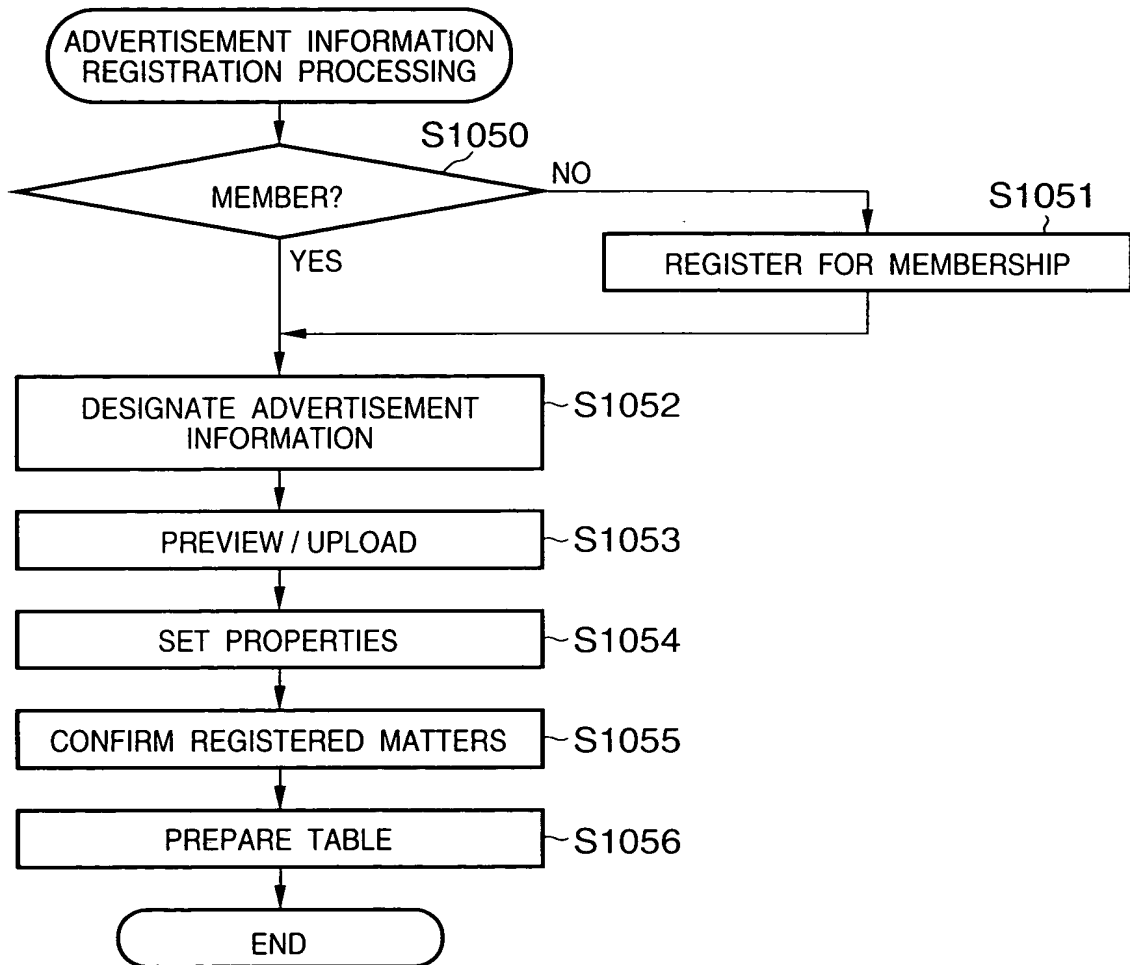 ADVERTISEMENT INFORMATION
REGISTRATION PROCESSING
S1050
MEMBER?
NO
S1051
YES
REGISTER FOR MEMBERSHIP
DESIGNATE ADVERTISEMENT
INFORMATION
S1052
PREVIEW / UPLOAD
S1053
SET PROPERTIES
S1054
CONFIRM REGISTERED MATTERS
S1055
PREPARE TABLE
S1056
END